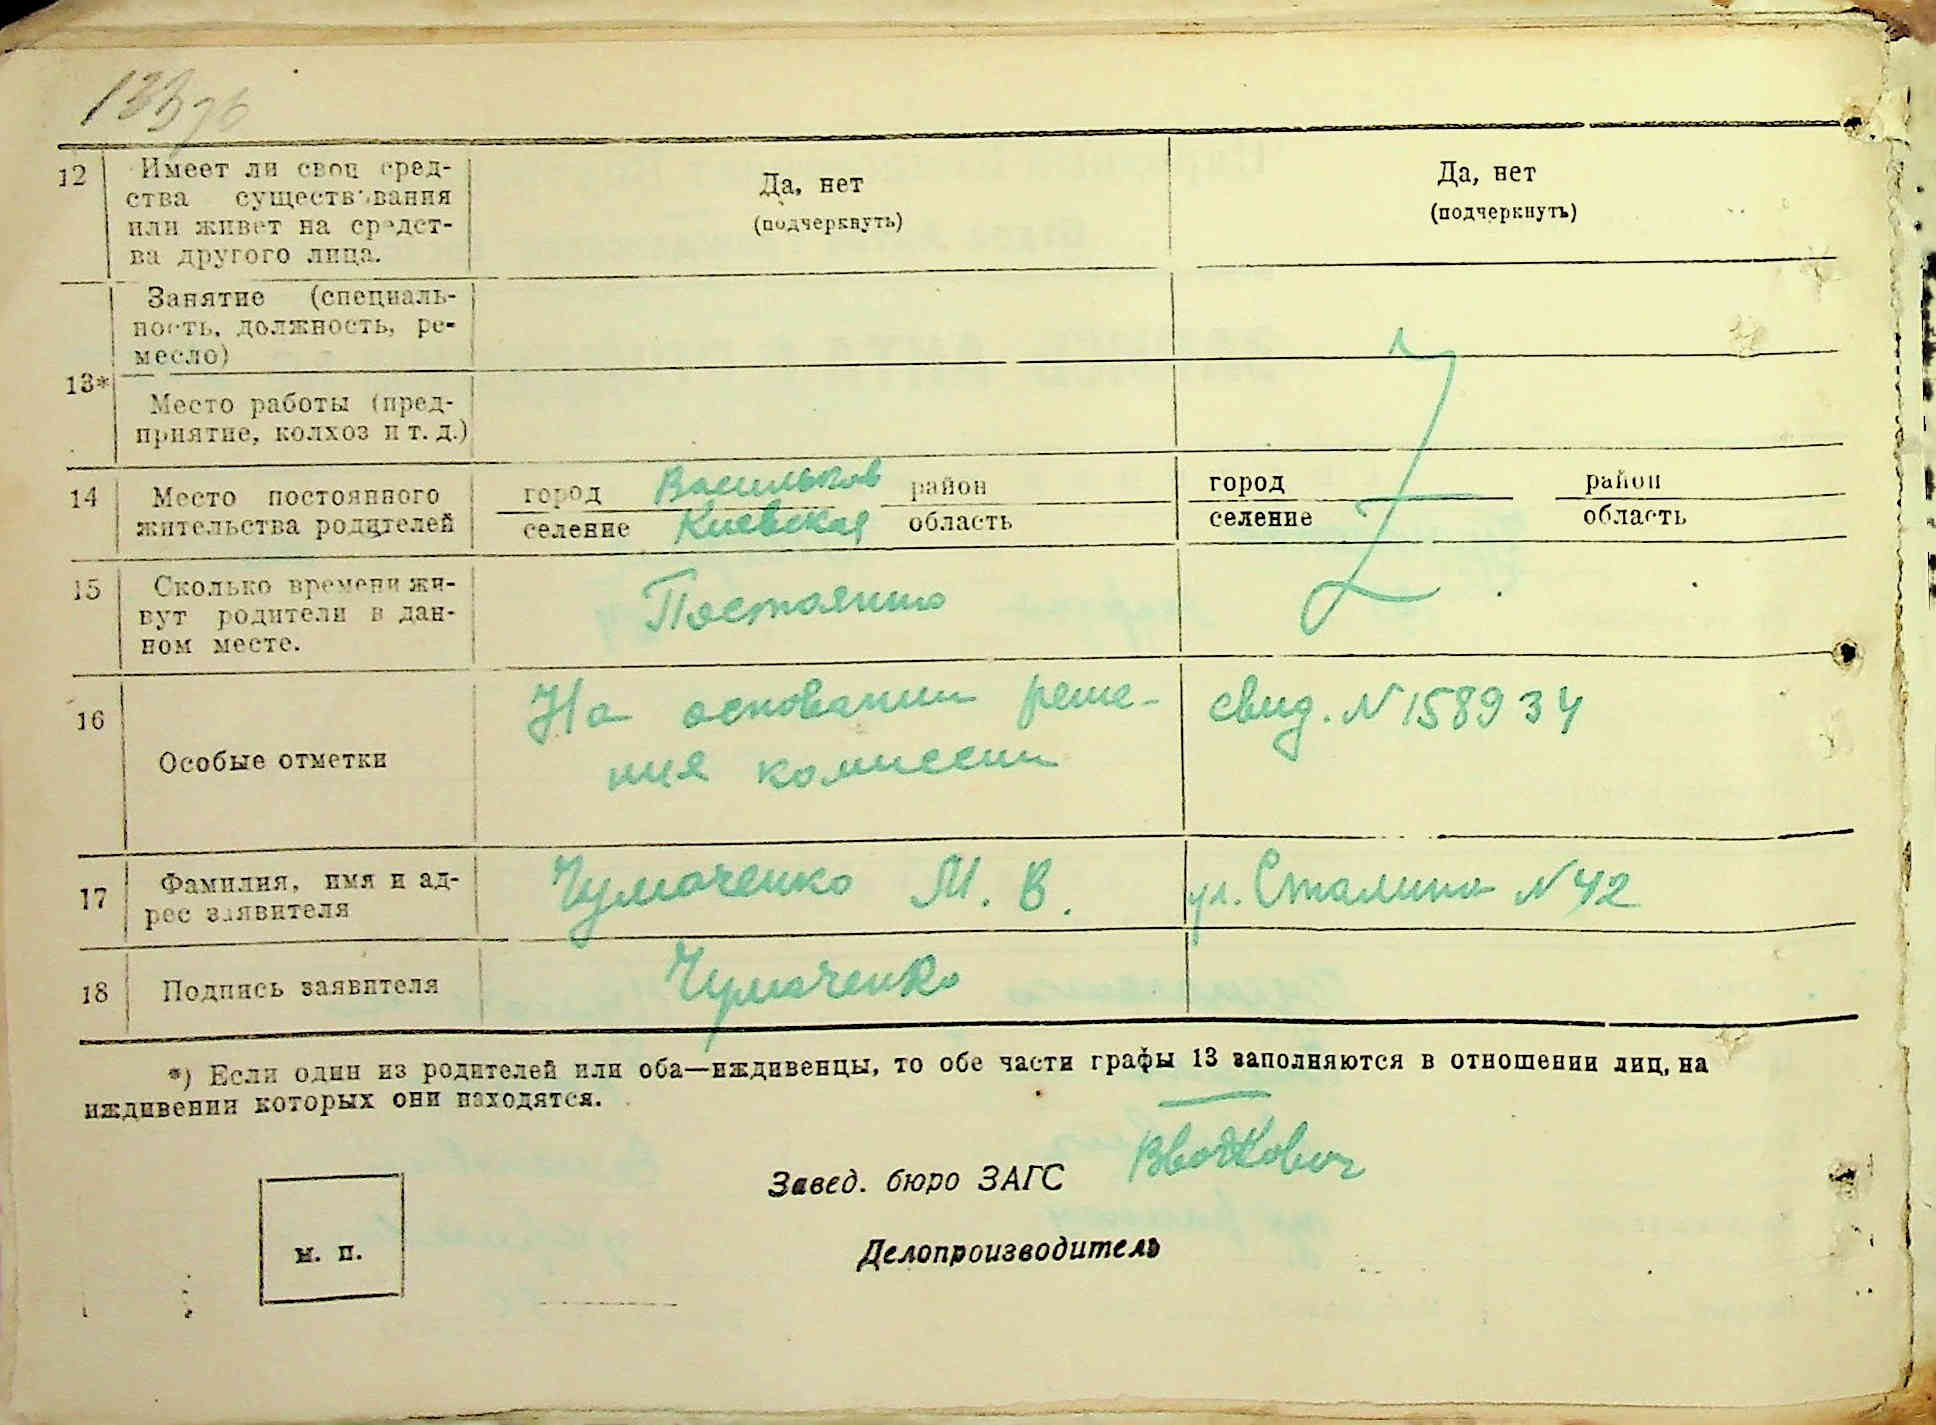 12 Имеет ли свои сред- Да, нет Да, нет
ства существования (подчеркнуть) (подчеркнуть)
или живет на средст-
ва другого лица.
13* Занятие (специаль-
ность, должность, ре-
месло)
Место работы (пред-
приятие, колхоз и т. д.)
14 Место постоянного город Васильков район город район
жительства родителей селение Киевская область селение область
15 Сколько времени жи- Постоянно
вут родители в дан-
ном месте.
16 На основании реше- свид. N 158934
Особые отметки ния комиссии
17 Фамилия, имя и ад- Чумаченко М. В. ул. Сталина N 42
рес заявителя
18 Подпись заявителя Чумаченко
*) Если один из родителей или оба—иждивенцы, то обе части графы 13 заполняются в отношении лиц, на
иждивении которых они находятся.
Завед. бюро ЗАГС
Делопроизводитель
м. п.